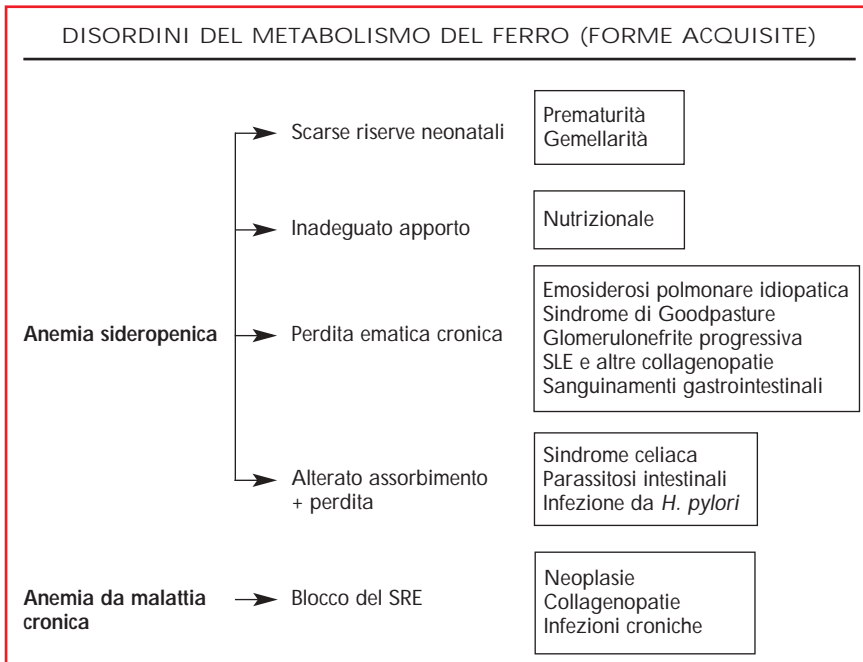 DISORDINI DEL METABOLISMO DEL FERRO (FORME ACQUISITE)
Anemia sideropenica
Scarse riserve neonatali
Prematurità
Gemellarità
Inadeguato apporto
Nutrizionale
Perdita ematica cronica
Emosiderosi polmonare idiopatica
Sindrome di Goodpasture
Glomerulonefrite progressiva
SLE e altre collagenopatie
Sanguinamenti gastrointestinali
Alterato assorbimento
+ perdita
Sindrome celiaca
Parassitosi intestinali
Infezione da H. pylori
Anemia da malattia
cronica
Blocco del SRE
Neoplasie
Collagenopatie
Infezioni croniche